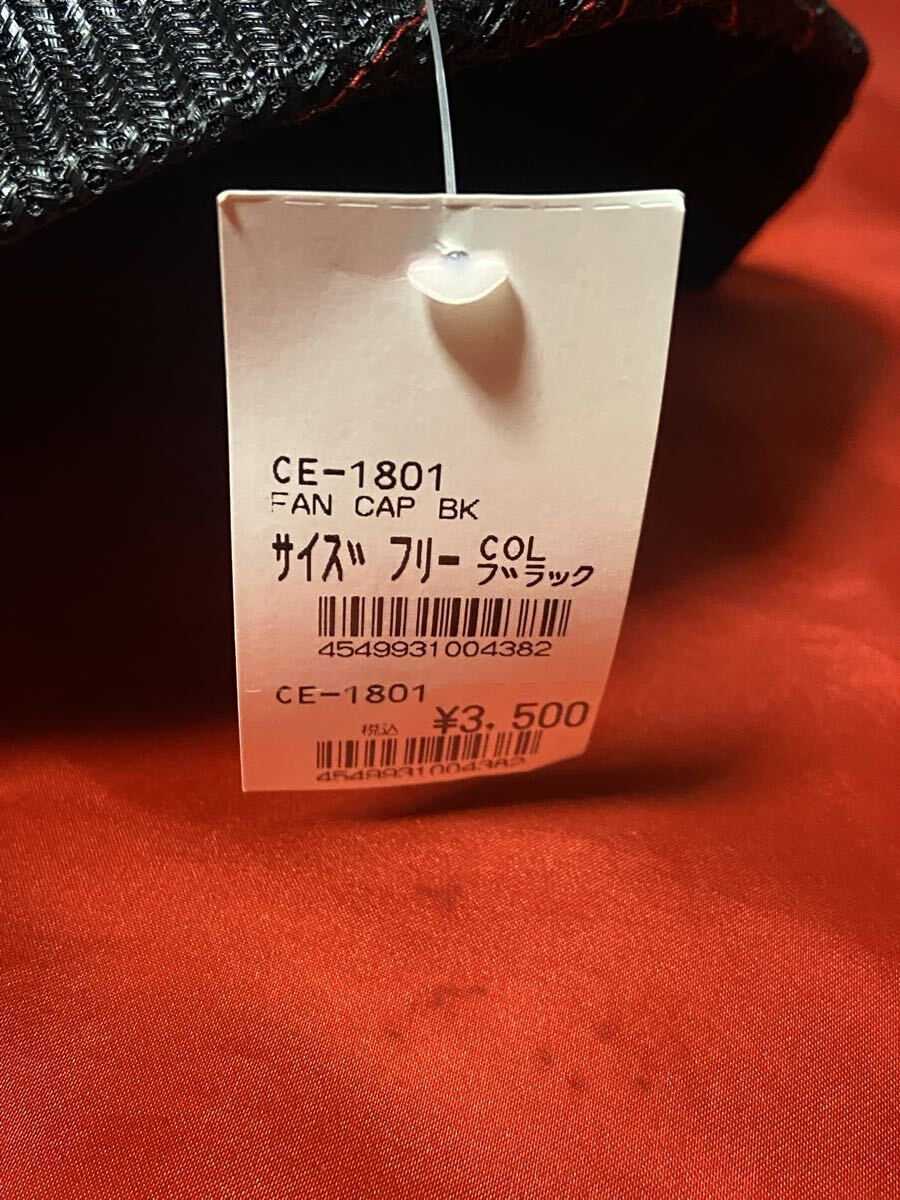 CE-1801
FAN CAP BK
サイズ フリー COL
ブラック
4549931004382
CE-1801
税込 ¥3,500
4549931004382